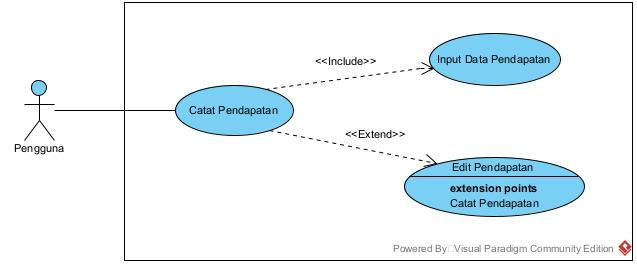 <<Include>>
Input Data Pendapatan
Catat Pendapatan
Pengguna
<<Extend>>
Edit Pendapatan
extension points
Catat Pendapatan
Powered By Visual Paradigm Community Edition